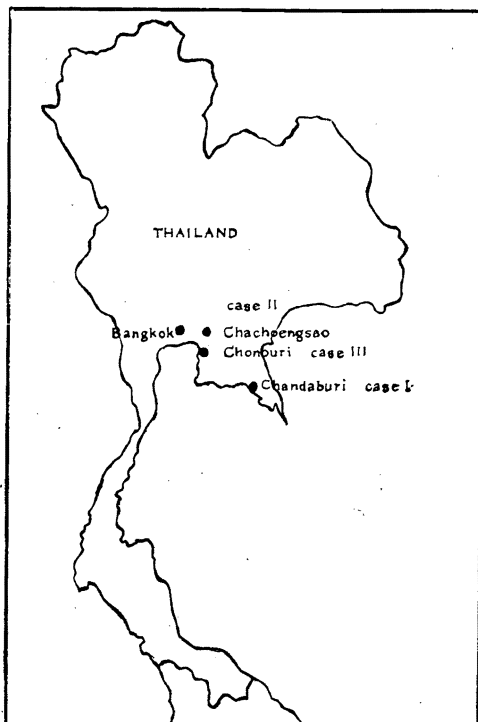 THAILAND
case II
Bangkok Chachoengsao
Chonburi case III
Chandaburi case I